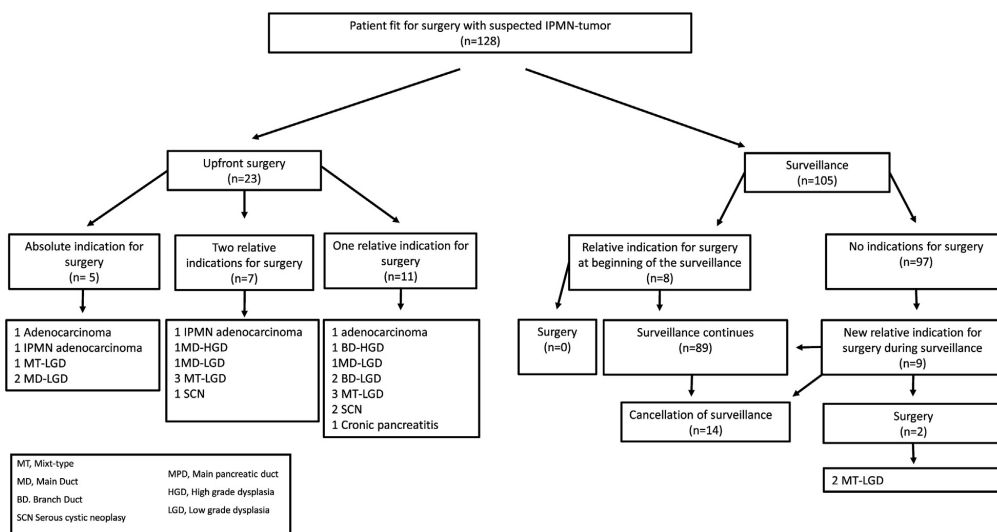 Patient fit for surgery with suspected IPMN-tumor
(n=128)
Upfront surgery
(n=23)
Surveillance
(n=105)
Absolute indication for
surgery
(n= 5)
Two relative
indications for surgery
(n=7)
One relative indication for
surgery
(n=11)
Relative indication for surgery
at beginning of the surveillance
(n=8)
No indications for surgery
(n=97)
1 Adenocarcinoma
1 IPMN adenocarcinoma
1 MT-LGD
2 MD-LGD
1 IPMN adenocarcinoma
1MD-HGD
1MD-LGD
3 MT-LGD
1 SCN
1 adenocarcinoma
1 BD-HGD
1MD-LGD
2 BD-LGD
3 MT-LGD
2 SCN
1 Cronic pancreatitis
Surgery
(n=0)
Surveillance continues
(n=89)
New relative indication for
surgery during surveillance
(n=9)
Cancellation of surveillance
(n=14)
Surgery
(n=2)
2 MT-LGD
MT, Mixt-type
MD, Main Duct
BD. Branch Duct
SCN Serous cystic neoplasy
MPD, Main pancreatic duct
HGD, High grade dysplasia
LGD, Low grade dysplasia